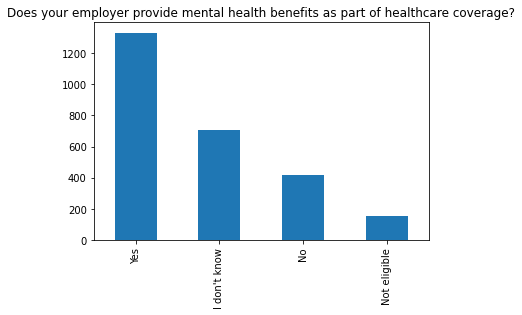 Does your employer provide mental health benefits as part of healthcare coverage?
1200
1000
800
600
400
200
0
Yes
I don't know
No
Not eligible